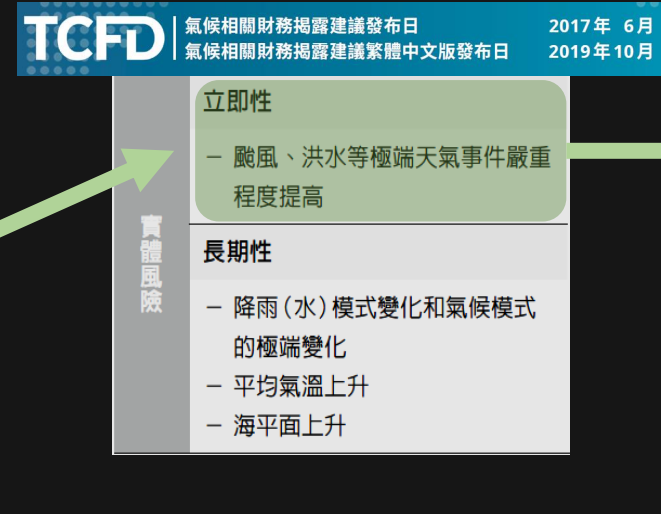 TCFD
氣候相關財務揭露建議發布日 2017年 6月
氣候相關財務揭露建議繁體中文版發布日 2019年10月
實體風險
立即性
– 颱風、洪水等極端天氣事件嚴重
程度提高
長期性
– 降雨(水)模式變化和氣候模式
的極端變化
– 平均氣溫上升
– 海平面上升